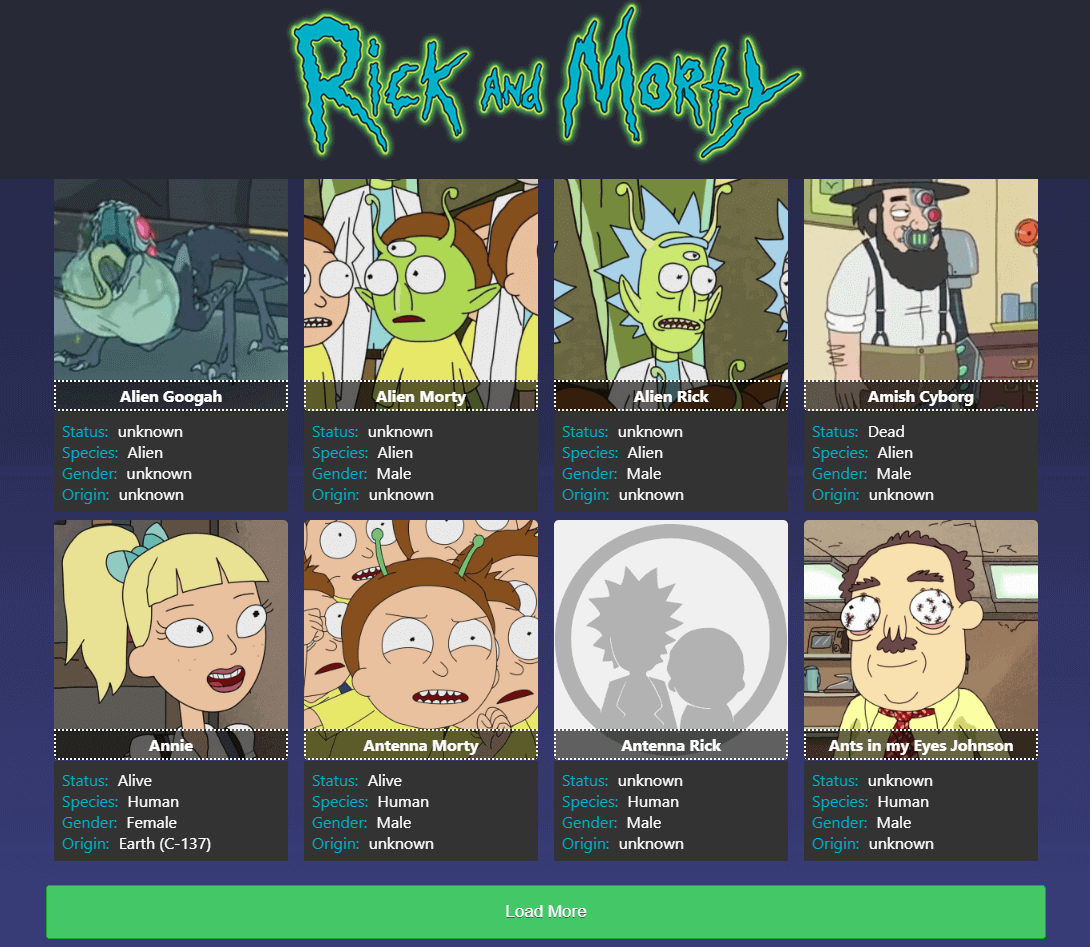 Rick and Morty
Alien Googah
Status: unknown
Species: Alien
Gender: unknown
Origin: unknown
Alien Morty
Status: unknown
Species: Alien
Gender: Male
Origin: unknown
Alien Rick
Status: unknown
Species: Alien
Gender: Male
Origin: unknown
Amish Cyborg
Status: Dead
Species: Alien
Gender: Male
Origin: unknown
Annie
Status: Alive
Species: Human
Gender: Female
Origin: Earth (C-137)
Antenna Morty
Status: Alive
Species: Human
Gender: Male
Origin: unknown
Antenna Rick
Status: unknown
Species: Human
Gender: Male
Origin: unknown
Ants in my Eyes Johnson
Status: unknown
Species: Human
Gender: Male
Origin: unknown
Load More